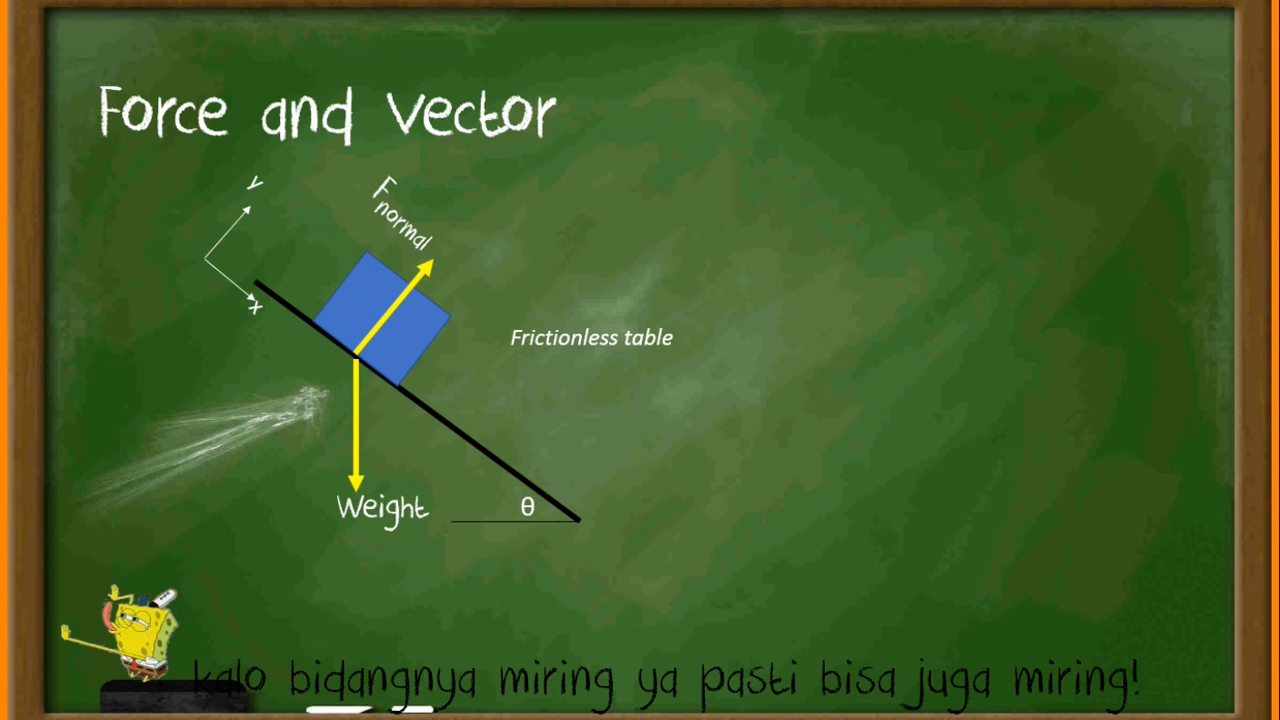 Force and vector
y
F normal
x
Frictionless table
Weight
θ
kalo bidangnya miring ya pasti bisa juga miring!